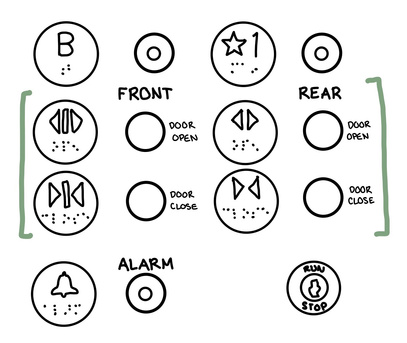 B
☆1
FRONT
REAR
DOOR
OPEN
DOOR
OPEN
DOOR
CLOSE
DOOR
CLOSE
ALARM
RUN
STOP